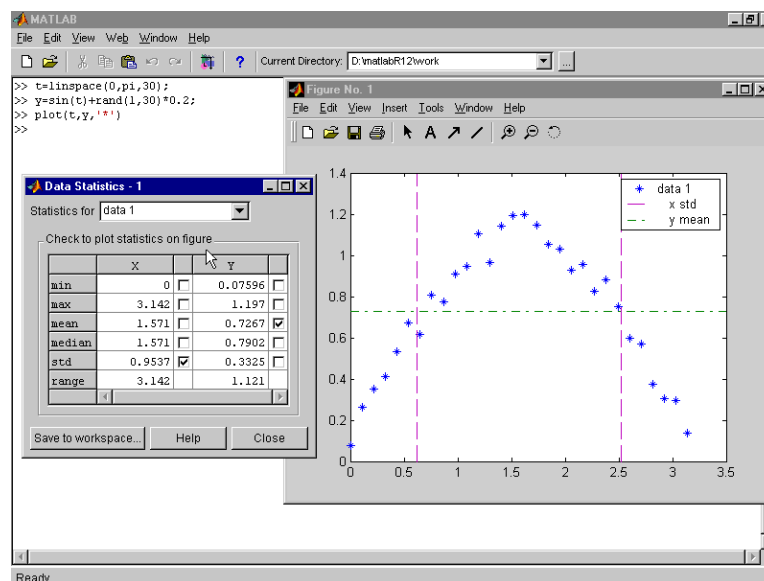 MATLAB
File Edit View Web Window Help
? Current Directory: D:\matlabR12\work ...
>> t=linspace(0,pi,30);
>> y=sin(t)+rand(1,30)*0.2;
>> plot(t,y,'*')
>>
Figure No. 1
File Edit View Insert Tools Window Help
A
1.4
1.2
1
0.8
0.6
0.4
0.2
0
0 0.5 1 1.5 2 2.5 3 3.5
data 1
x std
y mean
Data Statistics - 1
Statistics for data 1
Check to plot statistics on figure
X Y
min 0 0.07596
max 3.142 1.197
mean 1.571 0.7267
median 1.571 0.7902
std 0.9537 0.3325
range 3.142 1.121
Save to workspace... Help Close
Ready